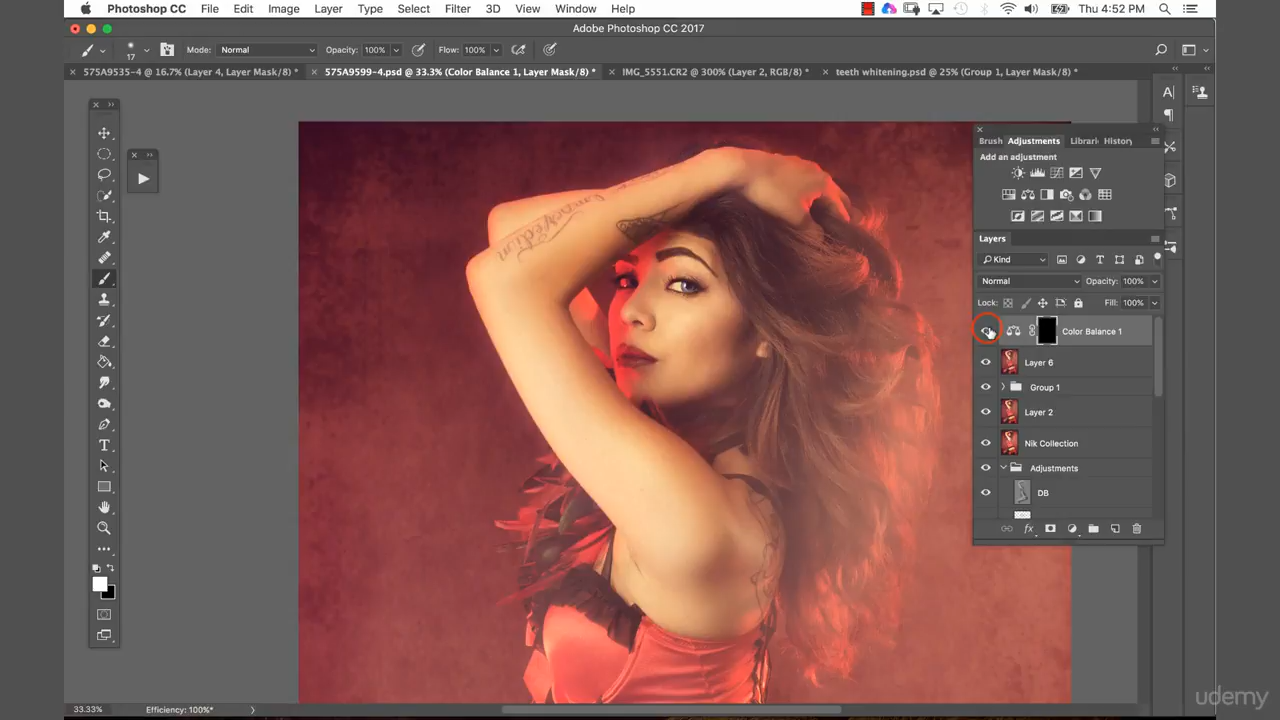 Photoshop CC File Edit Image Layer Type Select Filter 3D View Window Help Thu 4:52 PM
Adobe Photoshop CC 2017
17 Mode: Normal Opacity: 100% Flow: 100%
575A9535-4 @ 16.7% (Layer 4, Layer Mask/8) * 575A9599-4.psd @ 33.3% (Color Balance 1, Layer Mask/8) * IMG_5551.CR2 @ 300% (Layer 2, RGB/8) * teeth whitening.psd @ 25% (Group 1, Layer Mask/8) *
Brush Adjustments Librari History
Add an adjustment
Layers
Kind
Normal Opacity: 100%
Lock: Fill: 100%
Color Balance 1
Layer 6
Group 1
Layer 2
Nik Collection
Adjustments
DB
fx
33.33% Efficiency: 100%*
udemy